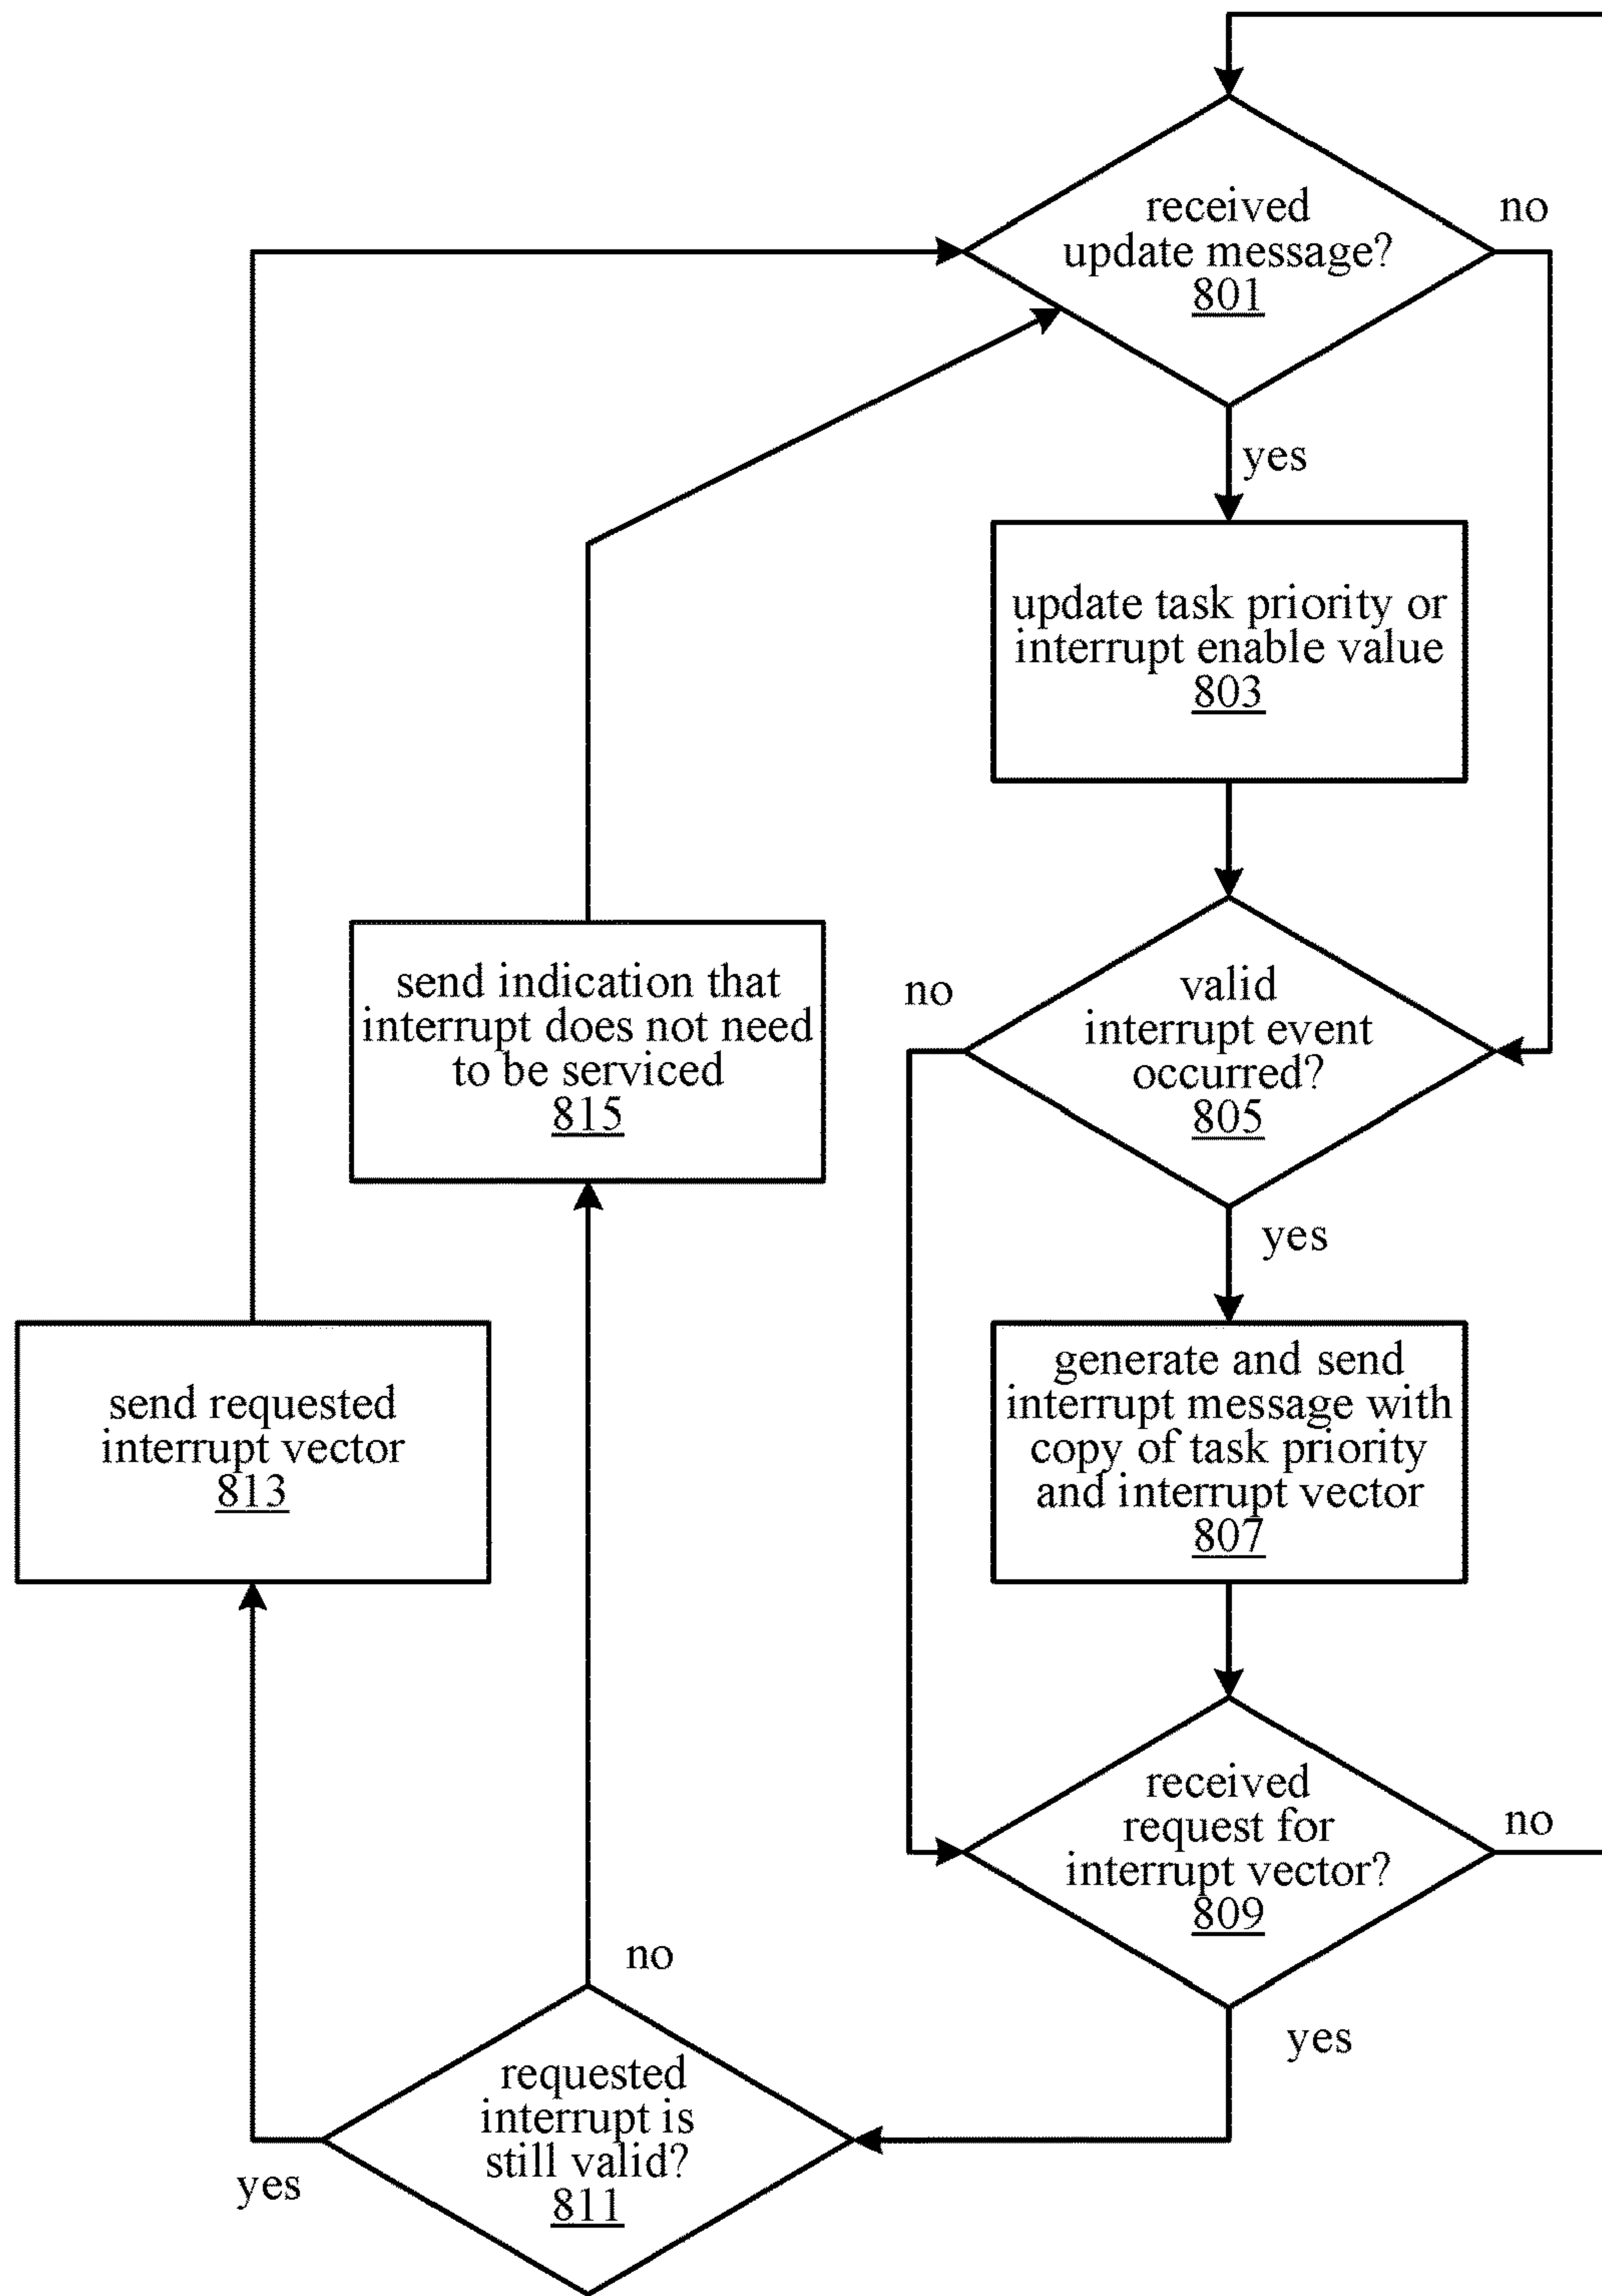 received
update message?
801
no
yes
update task priority or
interrupt enable value
803
valid
interrupt event
occurred?
805
no
yes
send indication that
interrupt does not need
to be serviced
815
generate and send
interrupt message with
copy of task priority
and interrupt vector
807
send requested
interrupt vector
813
received
request for
interrupt vector?
809
no
yes
requested
interrupt is
still valid?
811
no
yes